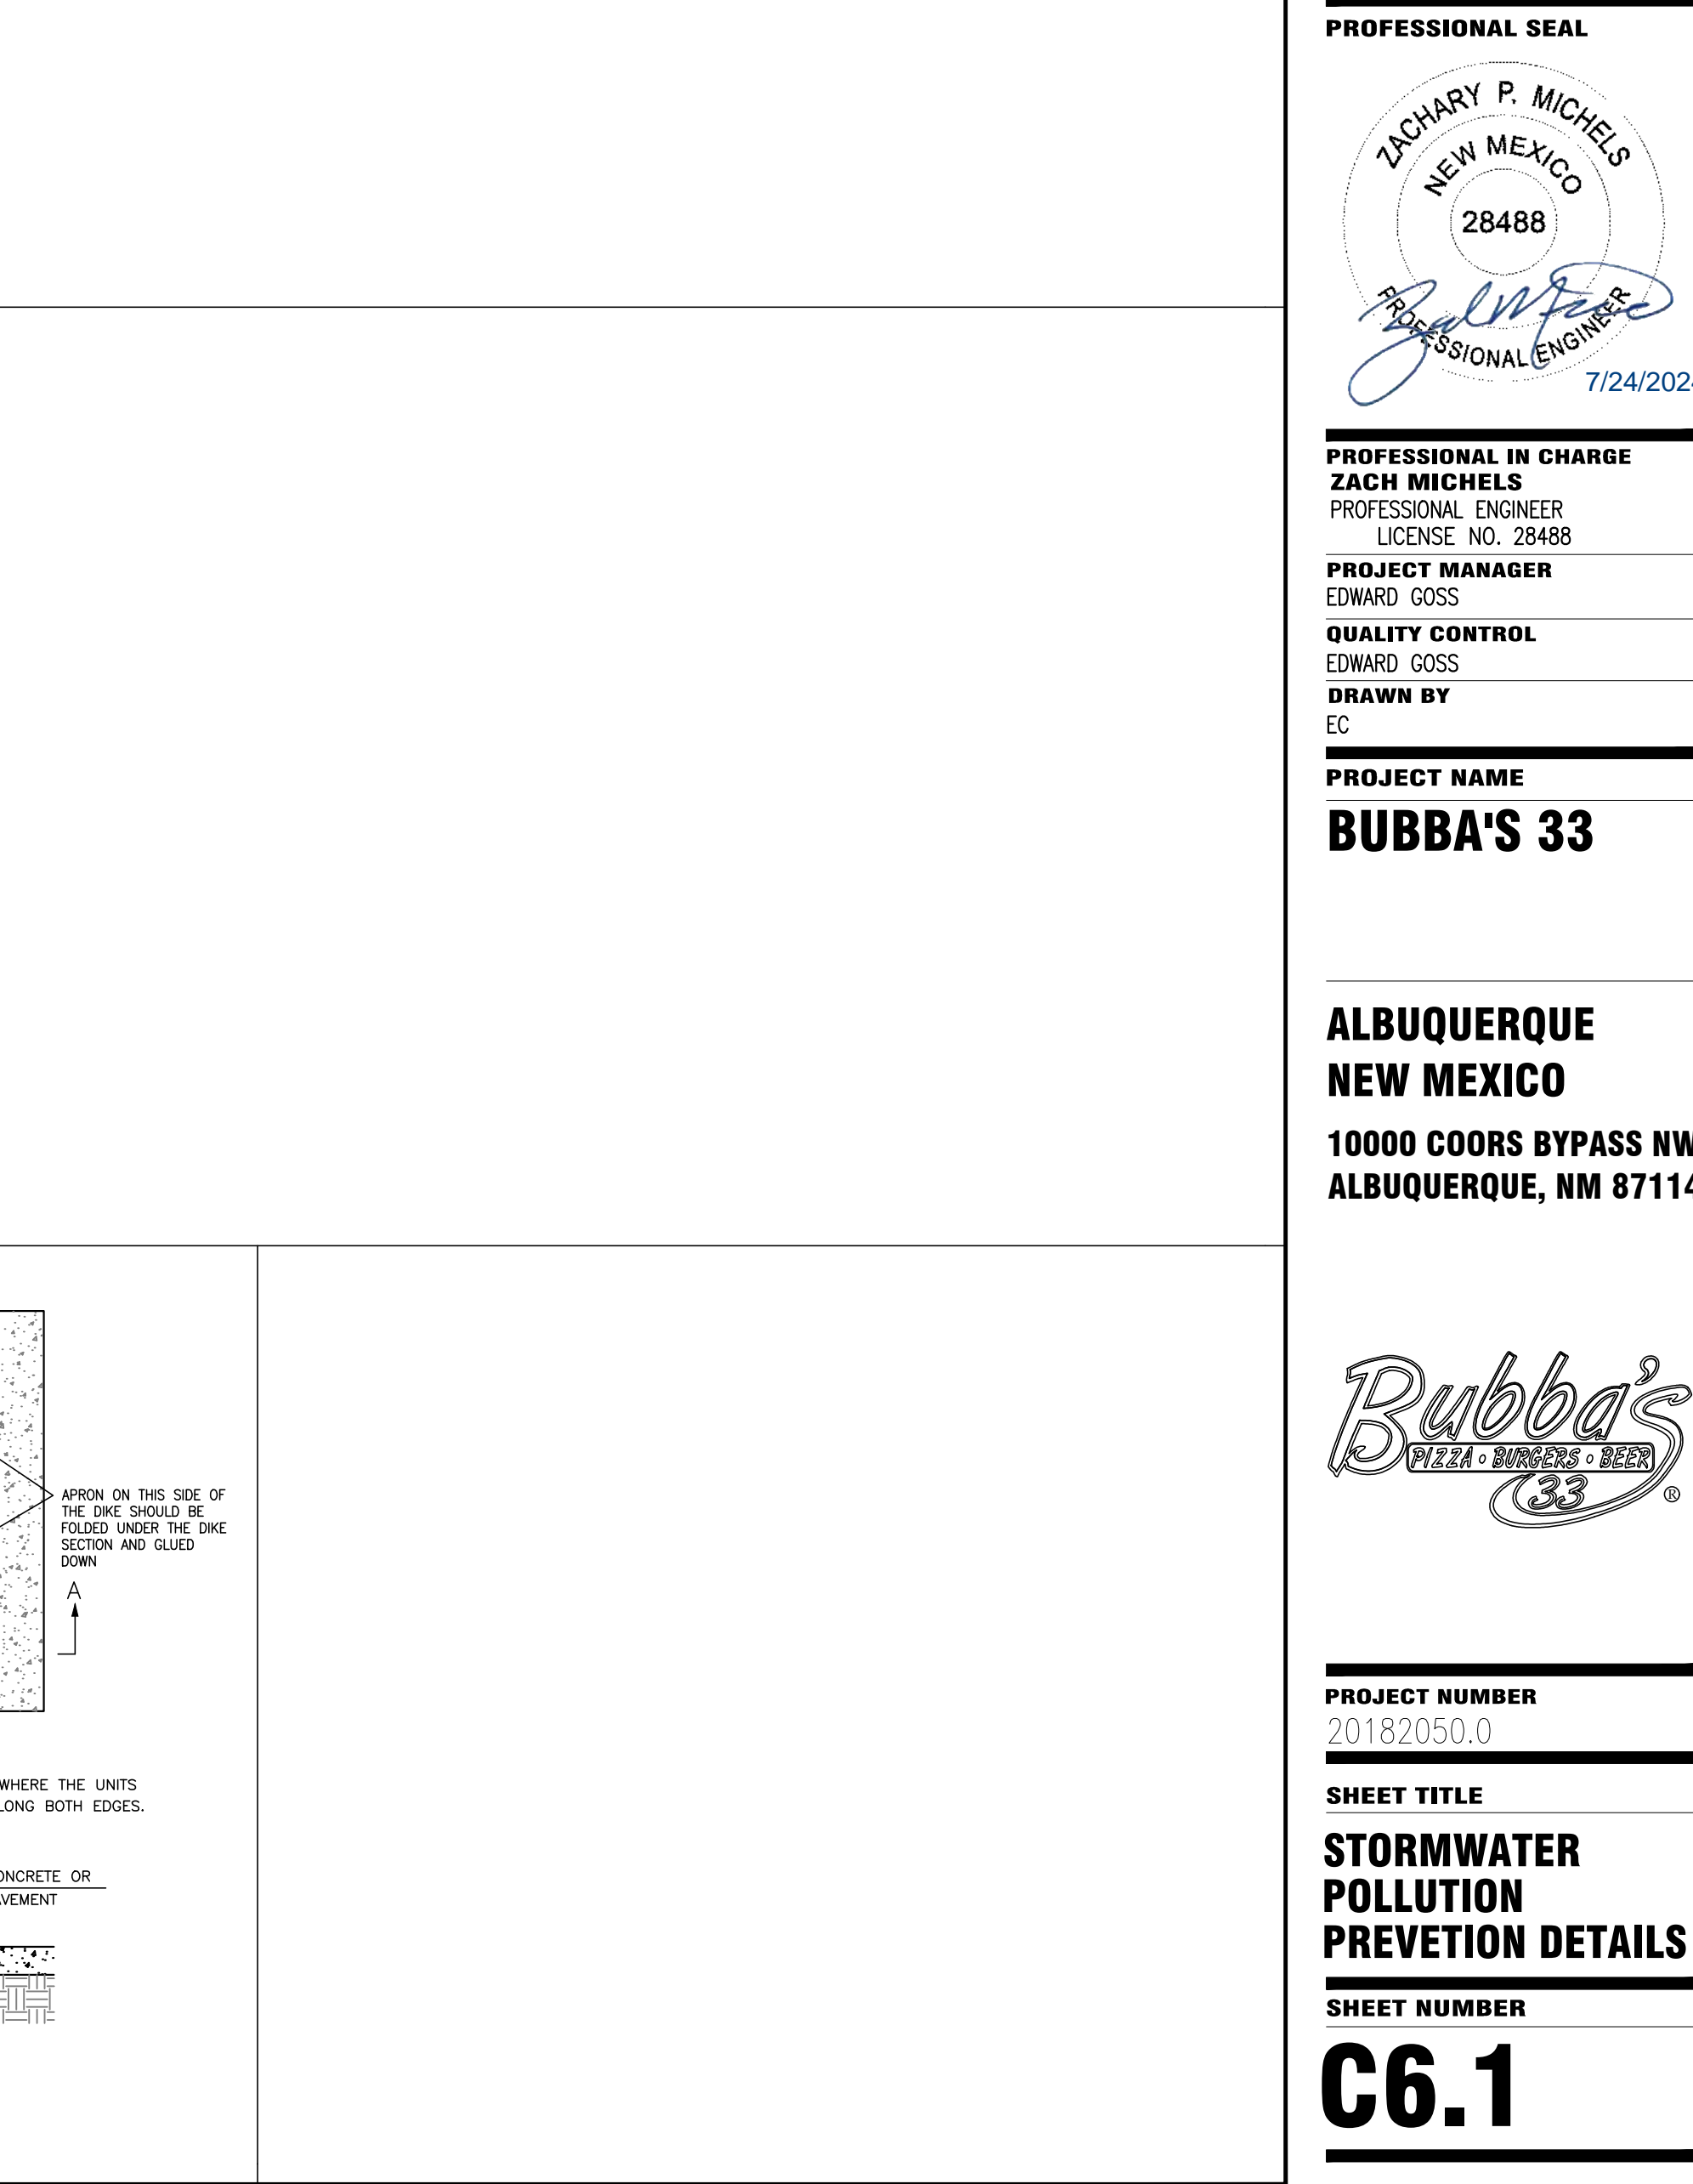 PROFESSIONAL SEAL
ZACHARY P. MICHELS
NEW MEXICO
28488
PROFESSIONAL ENGINEER
7/24/202
PROFESSIONAL IN CHARGE
ZACH MICHELS
PROFESSIONAL ENGINEER
LICENSE NO. 28488
PROJECT MANAGER
EDWARD GOSS
QUALITY CONTROL
EDWARD GOSS
DRAWN BY
EC
PROJECT NAME
BUBBA'S 33
ALBUQUERQUE
NEW MEXICO
10000 COORS BYPASS NW
ALBUQUERQUE, NM 87114
Bubba's
PIZZA • BURGERS • BEER
33 ®
APRON ON THIS SIDE OF
THE DIKE SHOULD BE
FOLDED UNDER THE DIKE
SECTION AND GLUED
DOWN
A
WHERE THE UNITS
LONG BOTH EDGES.
ONCRETE OR
AVEMENT
PROJECT NUMBER
20182050.0
SHEET TITLE
STORMWATER
POLLUTION
PREVETION DETAILS
SHEET NUMBER
C6.1